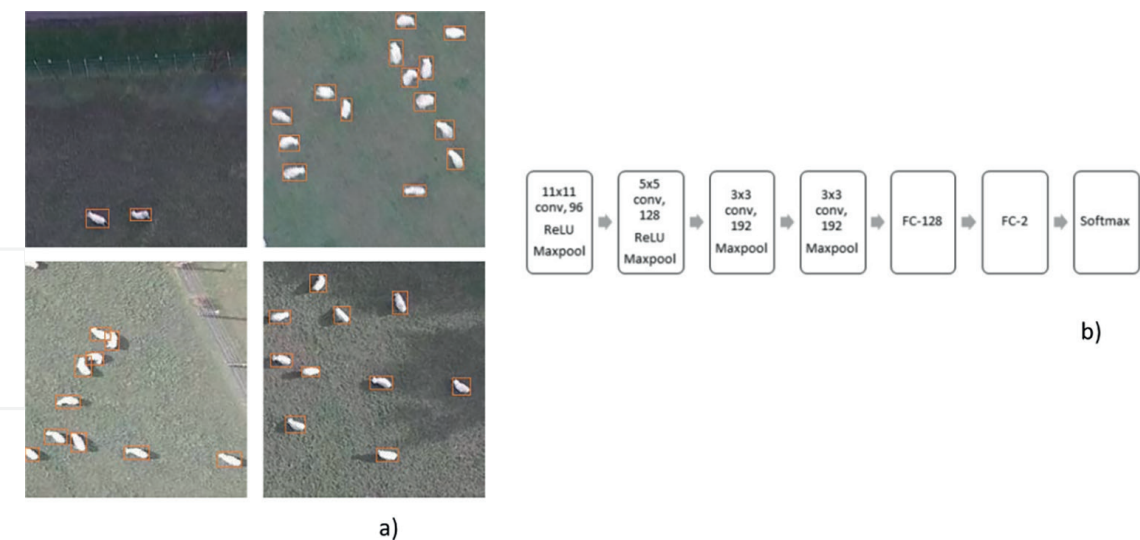 11x11
conv, 96
ReLU
Maxpool
5x5
conv,
128
ReLU
Maxpool
3x3
conv,
192
Maxpool
3x3
conv,
192
Maxpool
FC-128
FC-2
Softmax
a)
b)